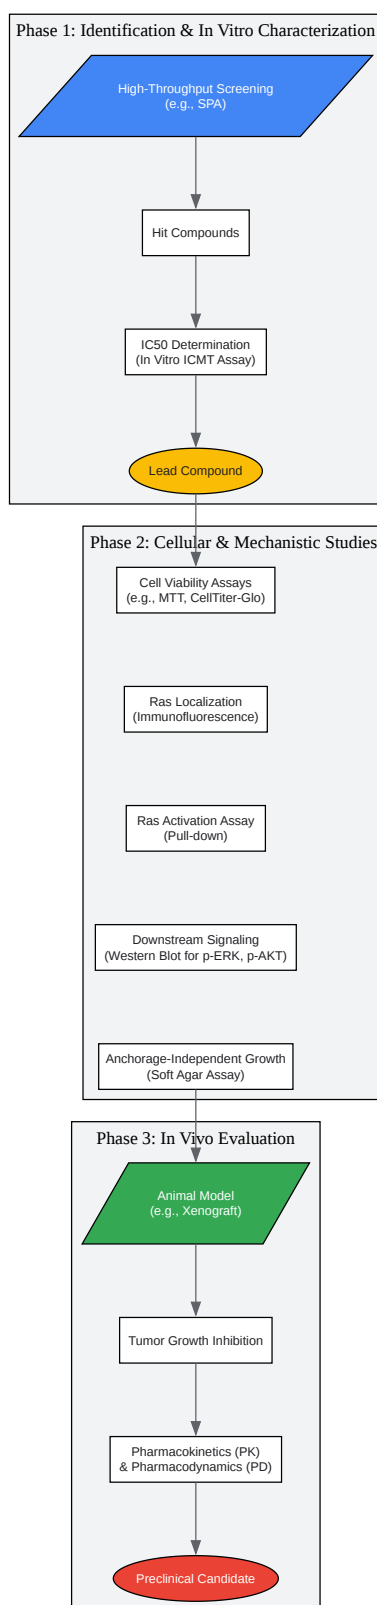 Phase 1: Identification & In Vitro Characterization
High-Throughput Screening
(e.g., SPA)
Hit Compounds
IC50 Determination
(In Vitro ICMT Assay)
Lead Compound
Phase 2: Cellular & Mechanistic Studies
Cell Viability Assays
(e.g., MTT, CellTiter-Glo)
Ras Localization
(Immunofluorescence)
Ras Activation Assay
(Pull-down)
Downstream Signaling
(Western Blot for p-ERK, p-AKT)
Anchorage-Independent Growth
(Soft Agar Assay)
Phase 3: In Vivo Evaluation
Animal Model
(e.g., Xenograft)
Tumor Growth Inhibition
Pharmacokinetics (PK)
& Pharmacodynamics (PD)
Preclinical Candidate